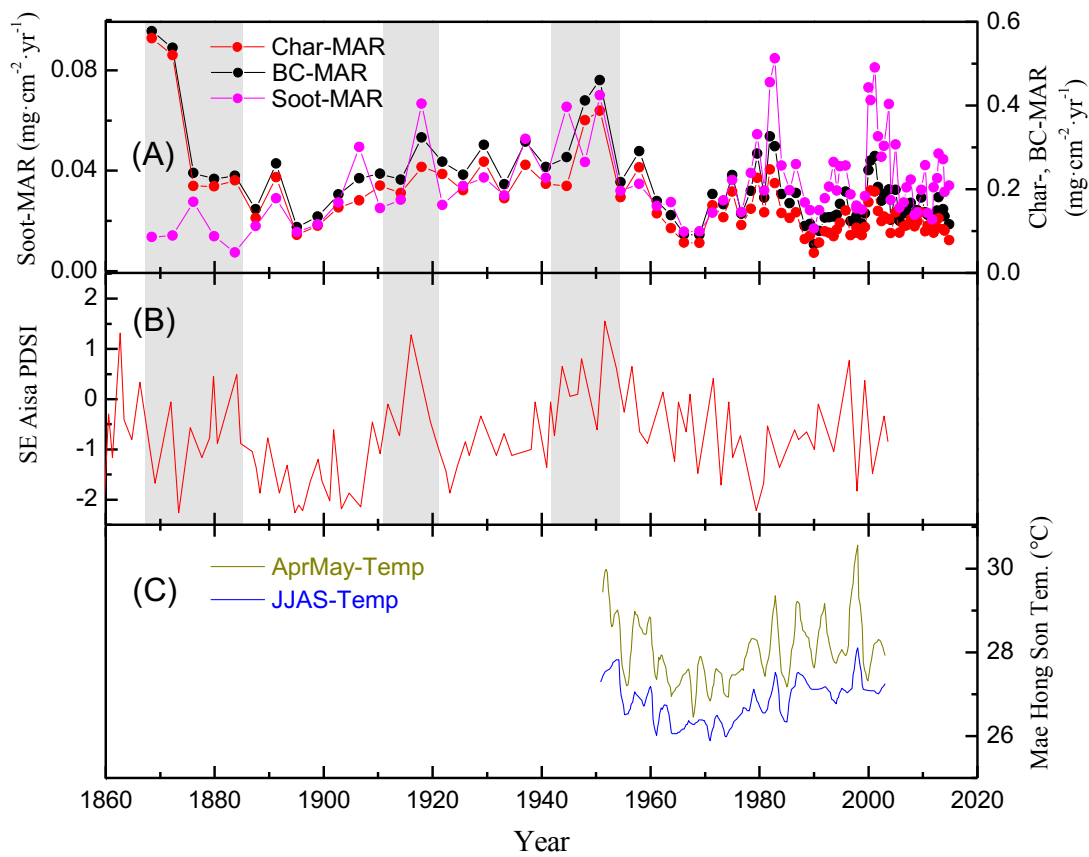 Soot-MAR (mg·cm-2·yr-1)
0.08
0.04
0.00
Char-MAR
BC-MAR
Soot-MAR
(A)
0.6
0.4
0.2
0.0
Char-, BC-MAR
(mg·cm-2·yr-1)
SE Aisa PDSI
2
1
0
-1
-2
(B)
AprMay-Temp
JJAS-Temp
(C)
30
28
26
Mae Hong Son Tem. (°C)
1860 1880 1900 1920 1940 1960 1980 2000 2020
Year